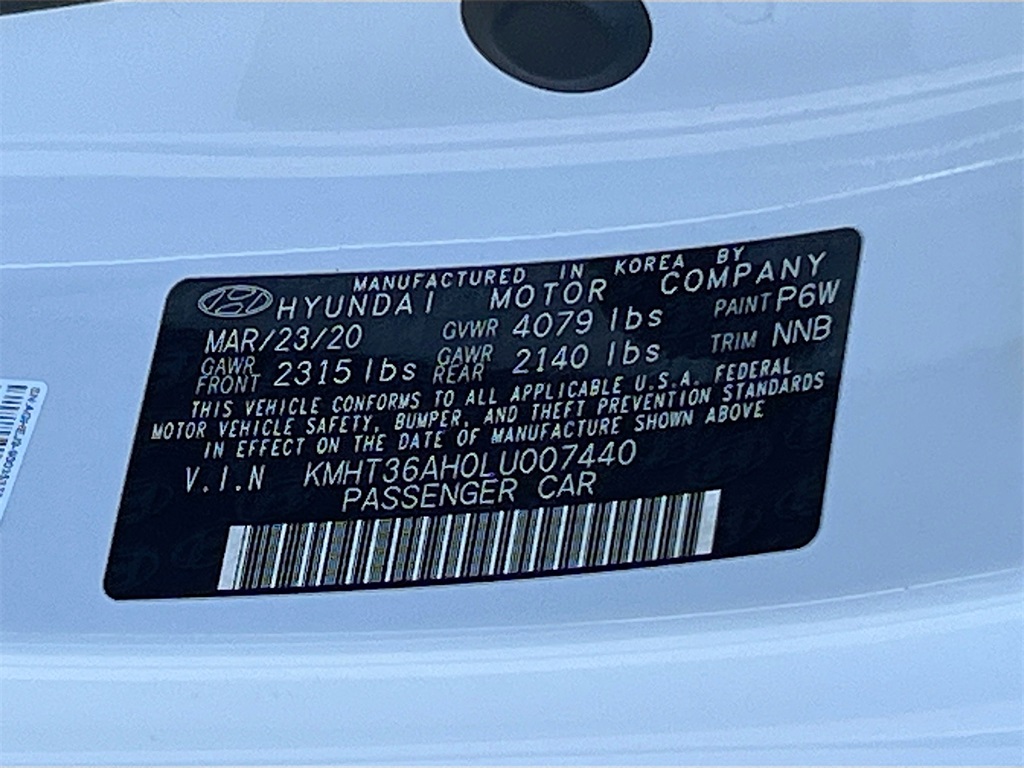 MANUFACTURED IN KOREA BY
HYUNDAI MOTOR COMPANY
MAR/23/20 GVWR 4079 lbs PAINT P6W
GAWR FRONT 2315 lbs GAWR REAR 2140 lbs TRIM NNB
THIS VEHICLE CONFORMS TO ALL APPLICABLE U.S.A. FEDERAL
MOTOR VEHICLE SAFETY, BUMPER, AND THEFT PREVENTION STANDARDS
IN EFFECT ON THE DATE OF MANUFACTURE SHOWN ABOVE
V.I.N KMHT36AH0LU007440
PASSENGER CAR